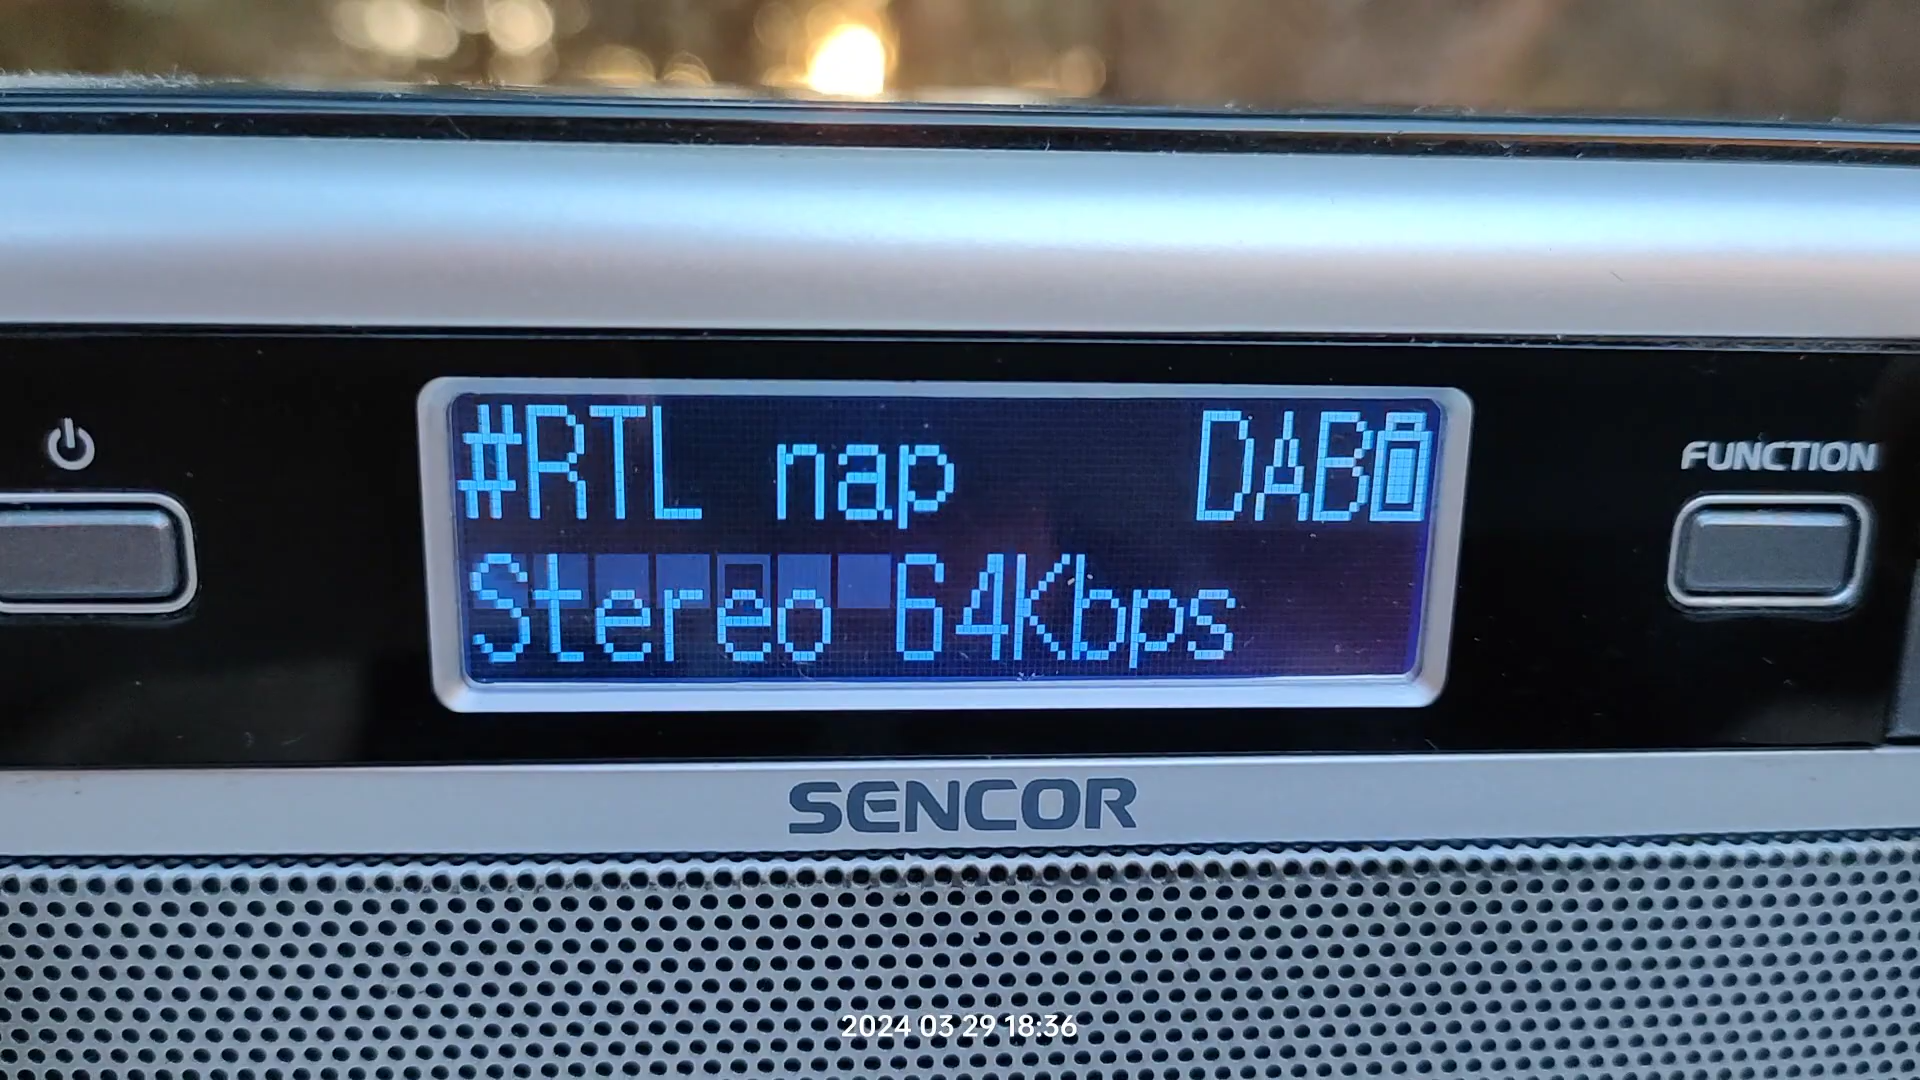 #RTL nap DAB
FUNCTION
Stereo 64Kbps
SENCOR
2024 03 29 18:36